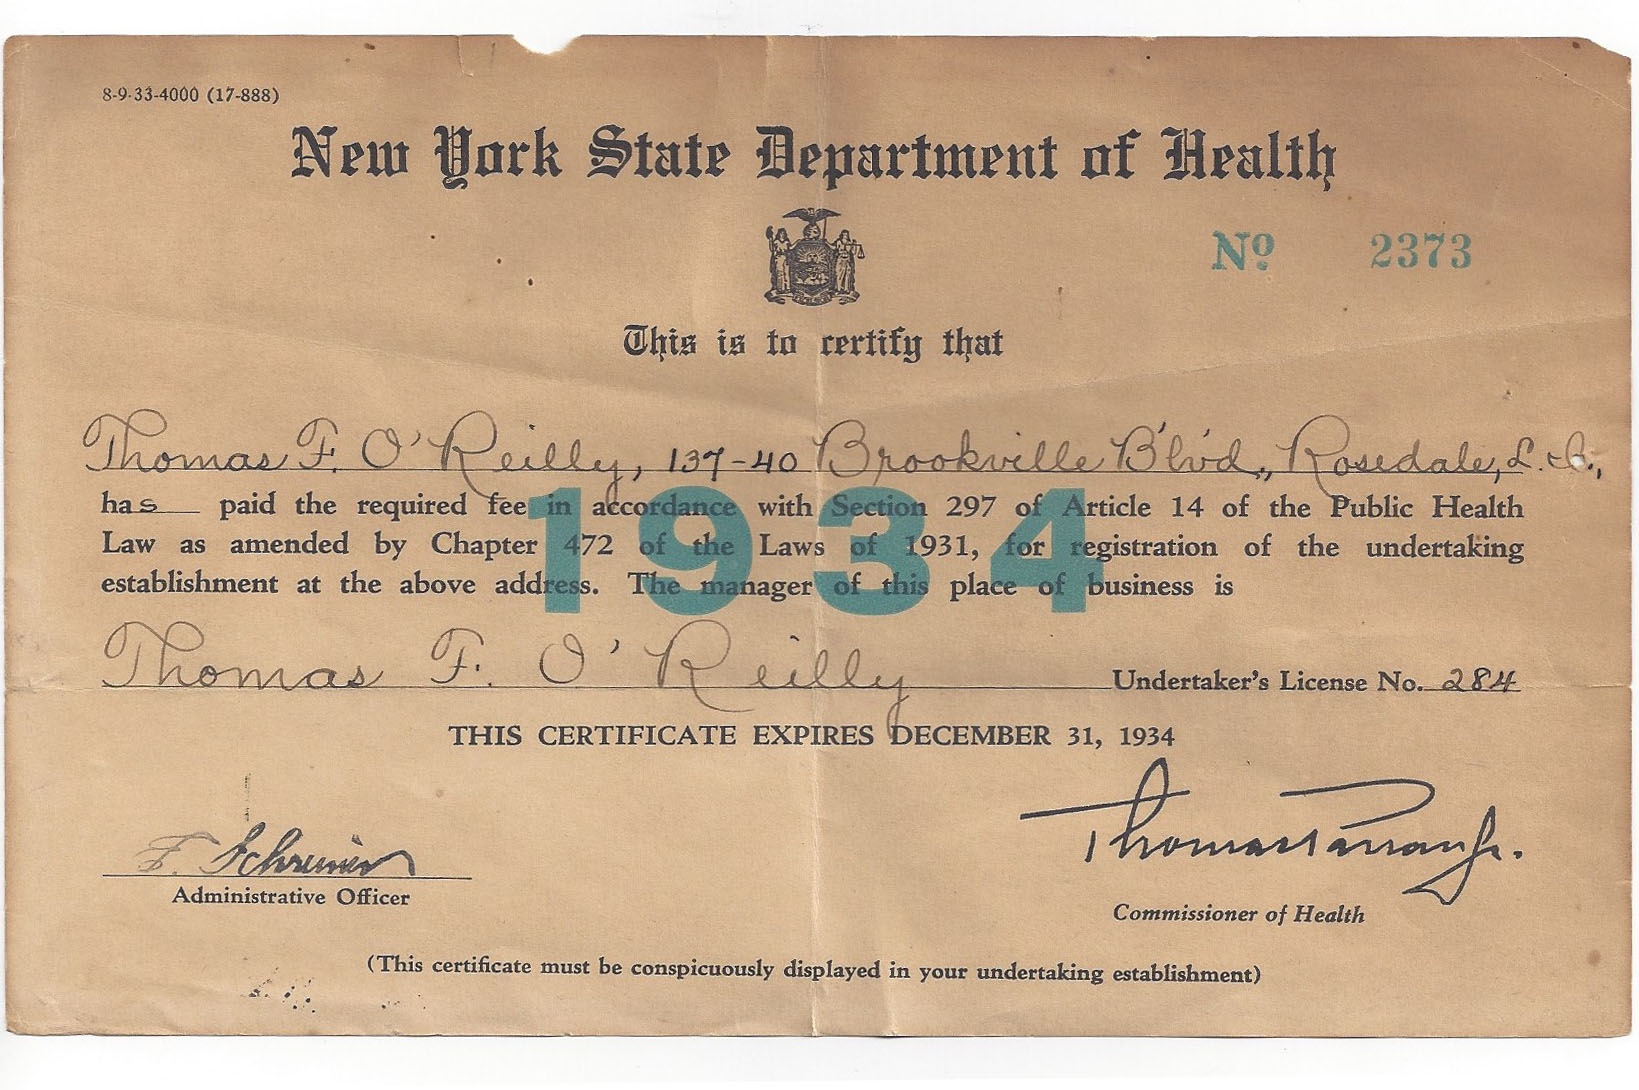 8-9-33-4000 (17-888)
New York State Department of Health
No 2373
This is to certify that
Thomas F. O'Reilly, 137-40 Brookville B'lv'd., Rosedale, L. I.,
has paid the required fee in accordance with Section 297 of Article 14 of the Public Health
Law as amended by Chapter 472 of the Laws of 1931, for registration of the undertaking
establishment at the above address. The manager of this place of business is
1934
Thomas F. O'Reilly Undertaker's License No. 284
THIS CERTIFICATE EXPIRES DECEMBER 31, 1934
F. Schreiner
Thomas Parran Jr.
Administrative Officer
Commissioner of Health
(This certificate must be conspicuously displayed in your undertaking establishment)